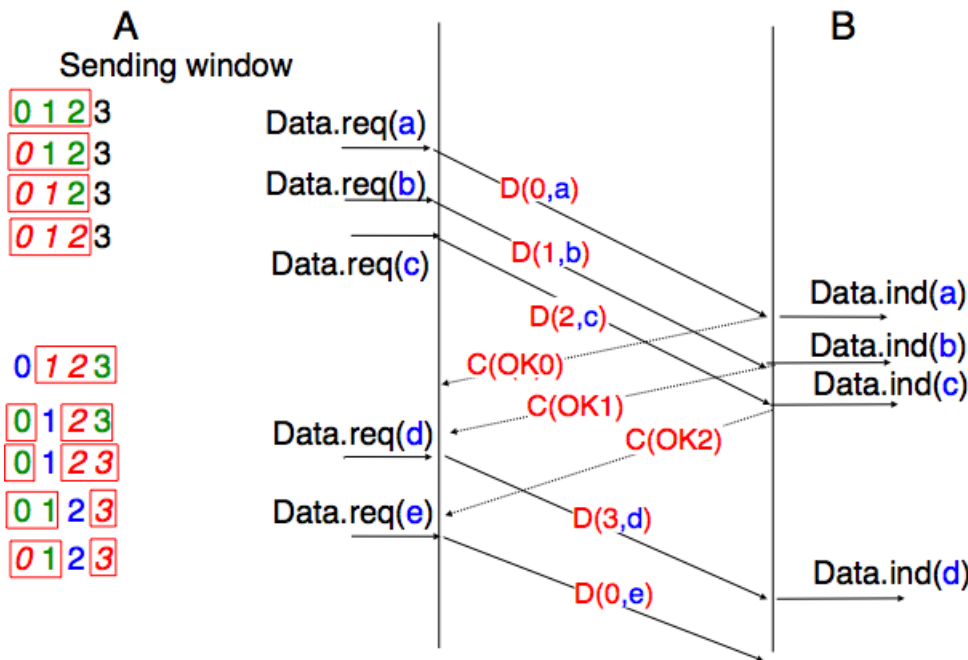 A
B
Sending window
0 1 2 3
Data.req(a)
0 1 2 3
Data.req(b)
D(0,a)
0 1 2 3
0 1 2 3
D(1,b)
Data.req(c)
Data.ind(a)
D(2,c)
Data.ind(b)
0 1 2 3
C(OK0)
Data.ind(c)
C(OK1)
0 1 2 3
Data.req(d)
C(OK2)
0 1 2 3
0 1 2 3
Data.req(e)
D(3,d)
0 1 2 3
Data.ind(d)
D(0,e)